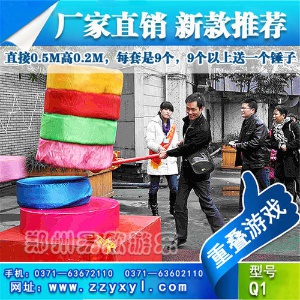 厂家直销 新款推荐
直接0.5M高0.2M，每套是9个，9个以上送一个锤子
重叠游戏
郑州易欣游乐
手机：0371—63672110 0371—63602110
网址：www.zzyxyl.com
型号
Q1